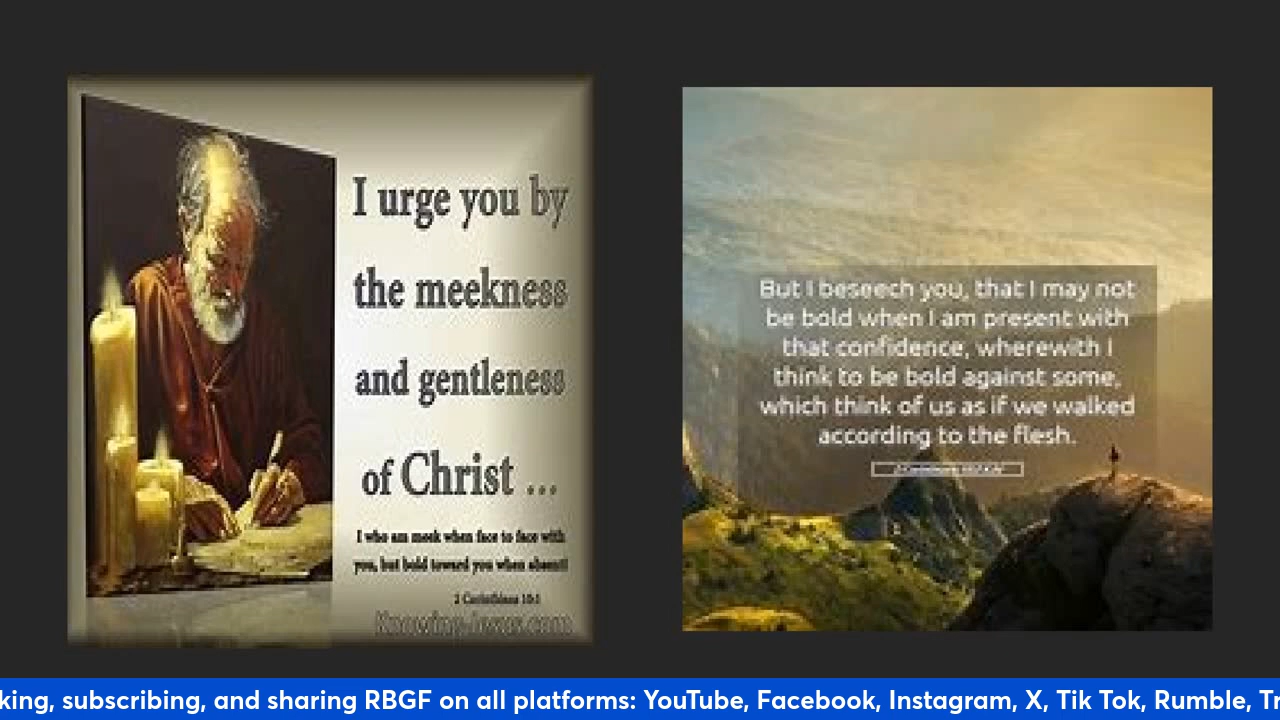 I urge you by
the meekness
and gentleness
of Christ ...
I who am meek when face to face with
you, but bold toward you when absent!
2 Corinthians 10:1
Knowing-Jesus.com
But I beseech you, that I may not
be bold when I am present with
that confidence, wherewith I
think to be bold against some,
which think of us as if we walked
according to the flesh.
king, subscribing, and sharing RBGF on all platforms: YouTube, Facebook, Instagram, X, Tik Tok, Rumble, Tr